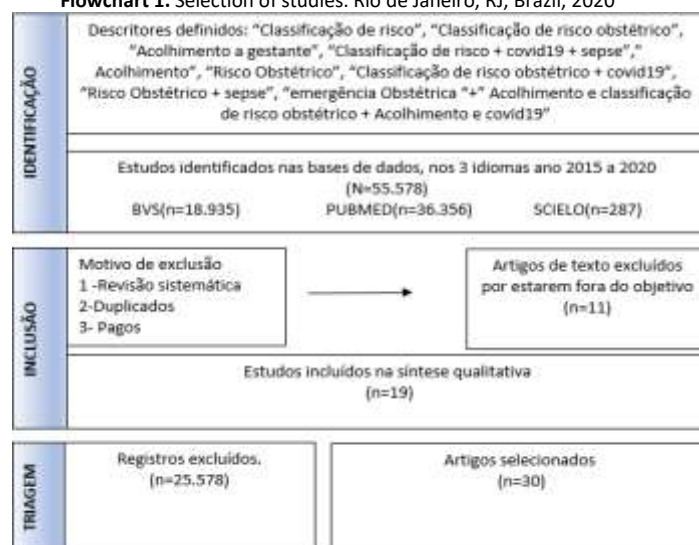 Flowchart 1. Selection of studies. Rio de Janeiro, RJ, Brazil, 2020
IDENTIFICAÇÃO
Descritores definidos: “Classificação de risco”, “Classificação de risco obstétrico”,
“Acolhimento a gestante”, “Classificação de risco + covid19 + sepse”,”
Acolhimento”, “Risco Obstétrico”, “Classificação de risco obstétrico + covid19”,
“Risco Obstétrico + sepse”, “emergência Obstétrica “+” Acolhimento e classificação
de risco obstétrico + Acolhimento e covid19”
Estudos identificados nas bases de dados, nos 3 idiomas ano 2015 a 2020
(N=55.578)
BVS(n=18.935) PUBMED(n=36.356) SCIELO(n=287)
INCLUSÃO
Motivo de exclusão
1 -Revisão sistemática
2-Duplicados
3- Pagos
Artigos de texto excluídos
por estarem fora do objetivo
(n=11)
Estudos incluídos na síntese qualitativa
(n=19)
TRIAGEM
Registros excluídos.
(n=25.578)
Artigos selecionados
(n=30)